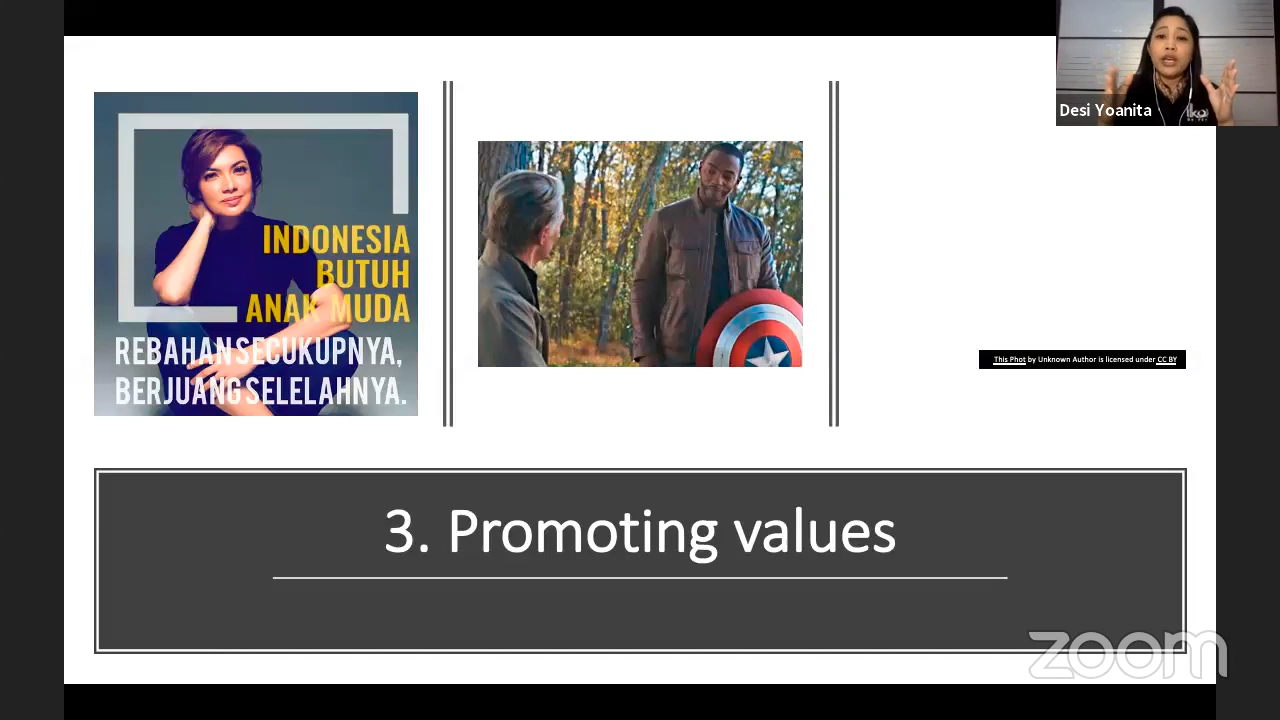 Desi Yoanita
INDONESIA
BUTUH
ANAK MUDA
REBAHAN SECUKUPNYA,
BERJUANG SELELAHNYA.
This Phot by Unknown Author is licensed under CC BY
3. Promoting values
zoom